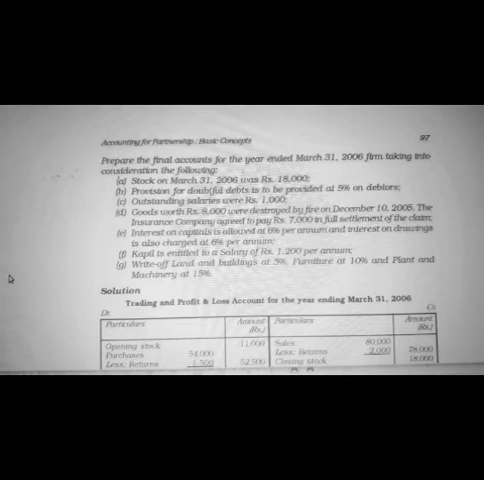 Accounting for Partnership : Basic Concepts 97
Prepare the final accounts for the year ended March 31, 2006 firm taking into
consideration the following:
(a) Stock on March 31, 2006 was Rs. 18,000;
(b) Provision for doubtful debts is to be provided at 5% on debtors;
(c) Outstanding salaries were Rs. 1,000;
(d) Goods worth Rs. 8,000 were destroyed by fire on December 10, 2005. The
Insurance Company agreed to pay Rs. 7,000 in full settlement of the claim;
(e) Interest on capitals is allowed at 6% per annum and interest on drawings
is also charged at 6% per annum;
(f) Kapil is entitled to a Salary of Rs. 1,200 per annum;
(g) Write-off Land and buildings at 5%, Furniture at 10% and Plant and
Machinery at 15%.
Solution
Trading and Profit & Loss Account for the year ending March 31, 2006
Dr. Cr.
Particulars Amount Particulars Amount
(Rs.) (Rs.)
Opening stock 11,000 Sales 80,000
Purchases 54,000 Less: Returns 2,000 78,000
Less: Returns 1,500 52,500 Closing stock 18,000